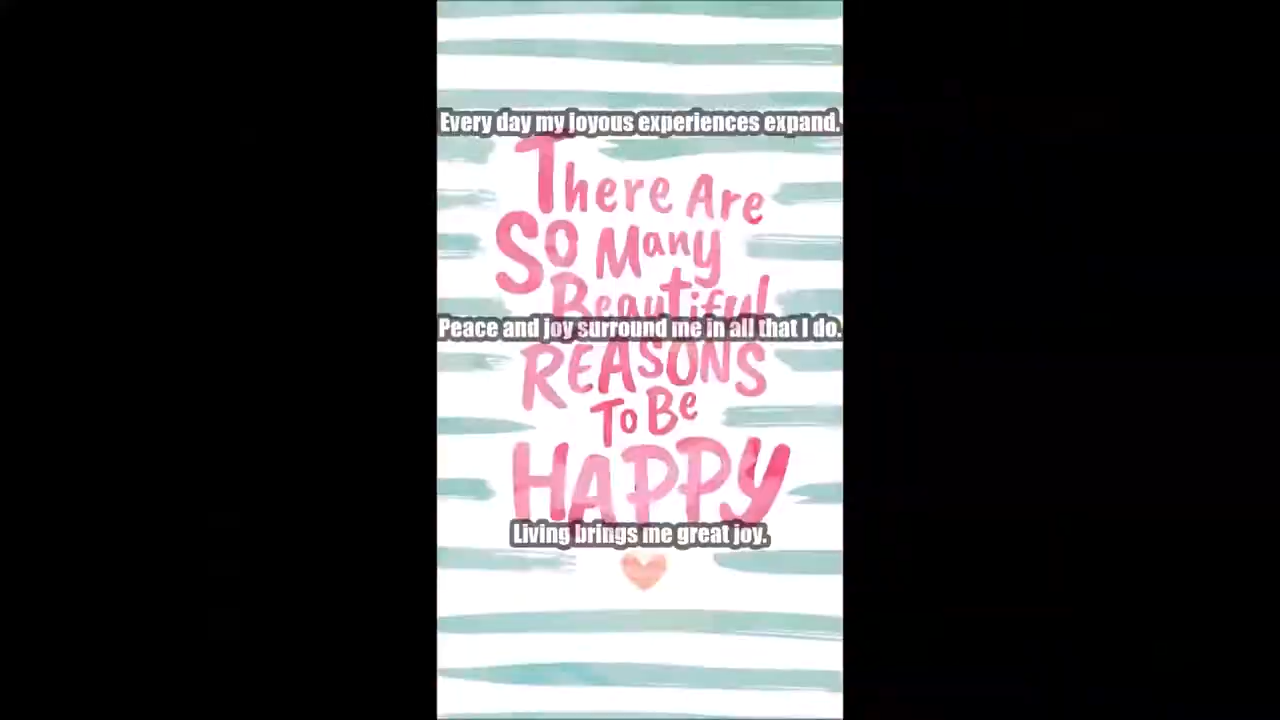 Every day my joyous experiences expand.
There Are
So Many
Beautiful
Peace and joy surround me in all that I do.
REASONS
To Be
HAPPY
Living brings me great joy.